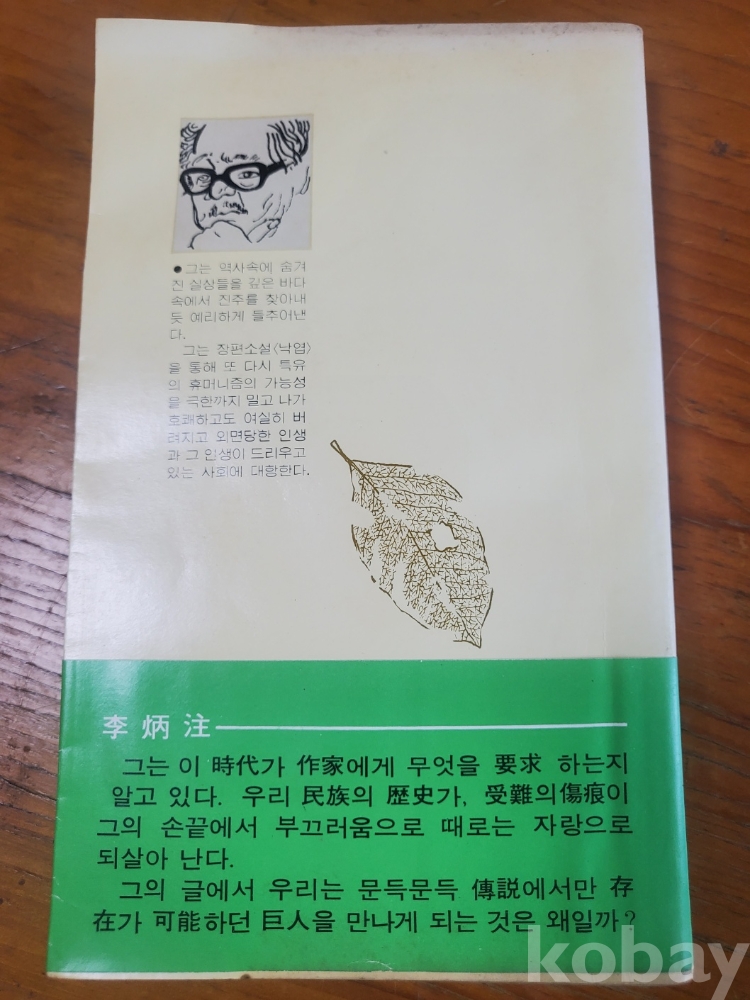 ●그는 역사속에 숨겨
진 실상들을 깊은 바다
속에서 진주를 찾아내
듯 예리하게 들추어낸
다.
그는 장편소설〈낙엽〉
을 통해 또 다시 특유
의 휴머니즘의 가능성
을 극한까지 밀고 나가
호쾌하고도 여실히 버
려지고 외면당한 인생
과 그 인생이 드리우고
있는 사회에 대항한다.
李炳注
그는 이 時代가 作家에게 무엇을 要求 하는지
알고 있다. 우리 民族의 歷史가, 受難의傷痕이
그의 손끝에서 부끄러움으로 때로는 자랑으로
되살아 난다.
그의 글에서 우리는 문득문득 傳説에서만 存
在가 可能하던 巨人을 만나게 되는 것은 왜일까?
kobay